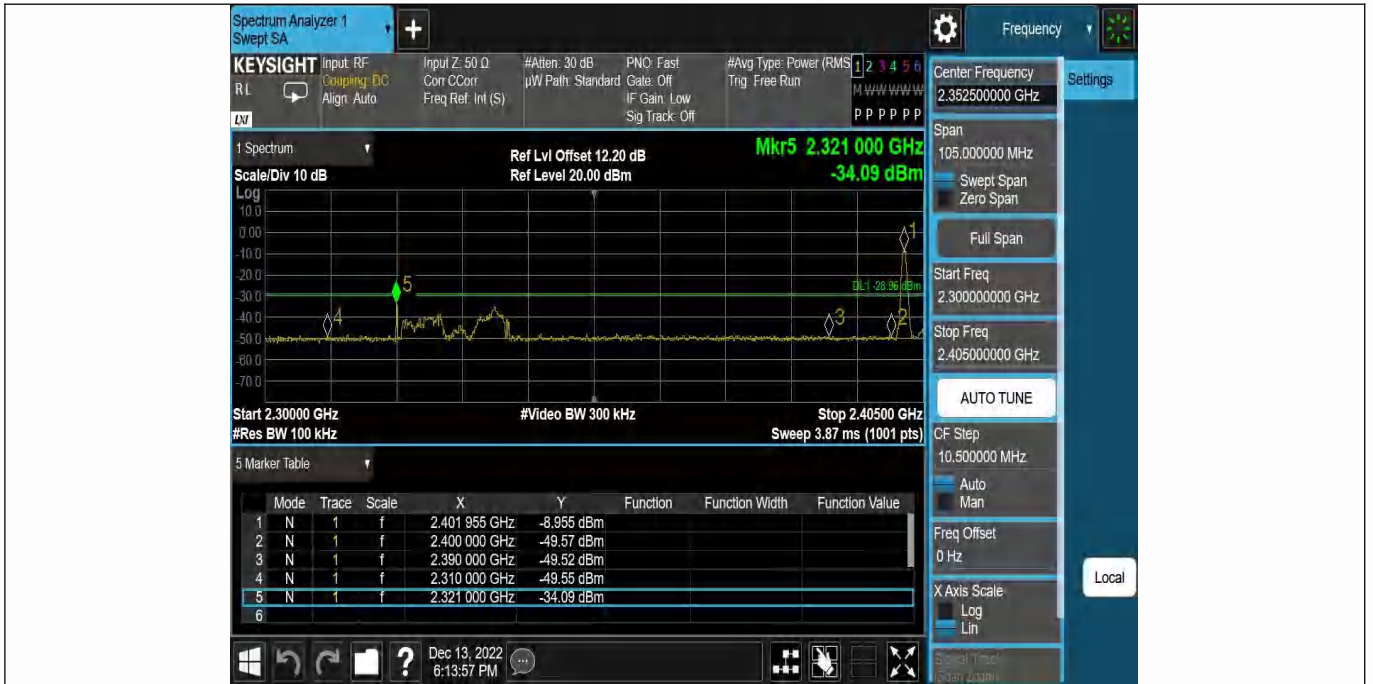 Spectrum Analyzer 1
Swept SA
Frequency
KEYSIGHT
RL
LXI
Input: RF
Coupling: DC
Align: Auto
Input Z: 50 Ω
Corr CCorr
Freq Ref: Int (S)
#Atten: 30 dB
µW Path: Standard
PNO: Fast
Gate: Off
IF Gain: Low
Sig Track: Off
#Avg Type: Power (RMS
Trig: Free Run
1 2 3 4 5 6
M W W W W W
P P P P P P
1 Spectrum
Scale/Div 10 dB
Ref Lvl Offset 12.20 dB
Ref Level 20.00 dBm
Mkr5 2.321 000 GHz
-34.09 dBm
Log
10.0
0.00
-10.0
-20.0
-30.0
-40.0
-50.0
-60.0
-70.0
1
5
4
3
2
Start 2.30000 GHz
#Res BW 100 kHz
#Video BW 300 kHz
Stop 2.40500 GHz
Sweep 3.87 ms (1001 pts)
5 Marker Table
Mode Trace Scale X Y Function Function Width Function Value
1 N 1 f 2.401 955 GHz -8.955 dBm
2 N 1 f 2.400 000 GHz -49.57 dBm
3 N 1 f 2.390 000 GHz -49.52 dBm
4 N 1 f 2.310 000 GHz -49.55 dBm
5 N 1 f 2.321 000 GHz -34.09 dBm
6
Dec 13, 2022
6:13:57 PM
Center Frequency
2.352500000 GHz
Settings
Span
105.000000 MHz
Swept Span
Zero Span
Full Span
Start Freq
2.300000000 GHz
Stop Freq
2.405000000 GHz
AUTO TUNE
CF Step
10.500000 MHz
Auto
Man
Freq Offset
0 Hz
X Axis Scale
Log
Lin
Local
Signal Track
(Span Zoom)